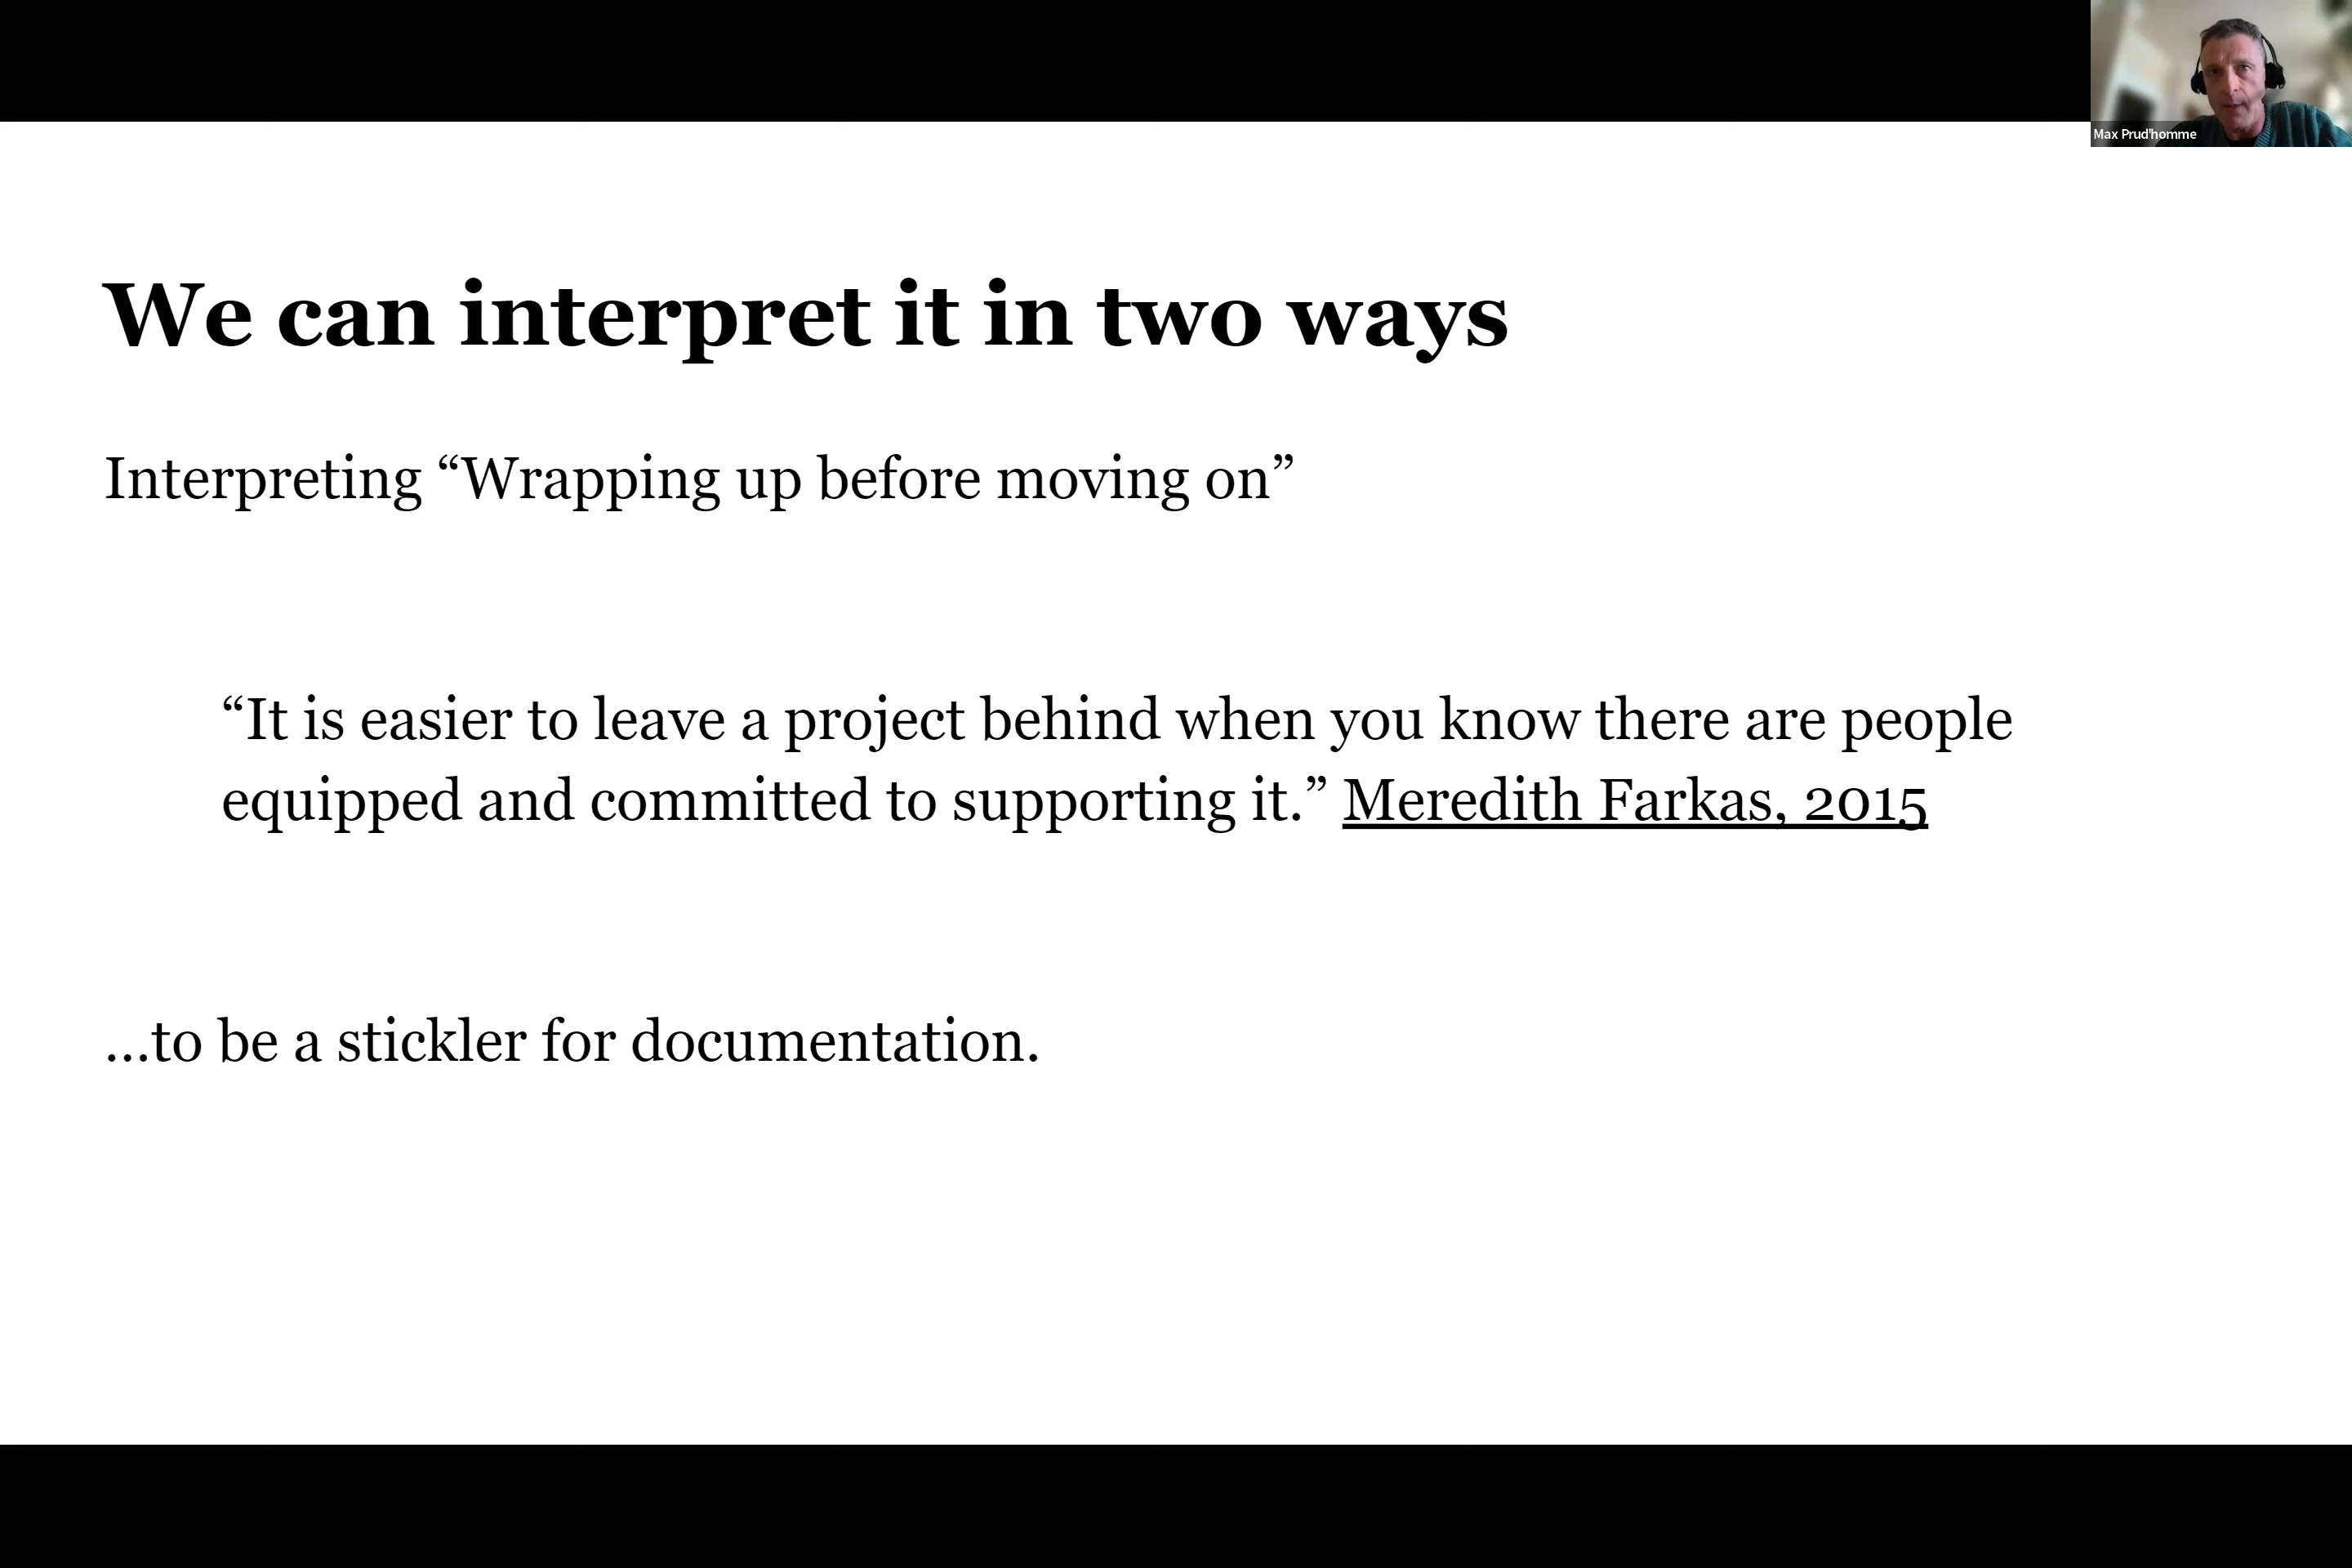 Max Prud'homme
We can interpret it in two ways
Interpreting “Wrapping up before moving on”
“It is easier to leave a project behind when you know there are people
equipped and committed to supporting it.” Meredith Farkas, 2015
...to be a stickler for documentation.